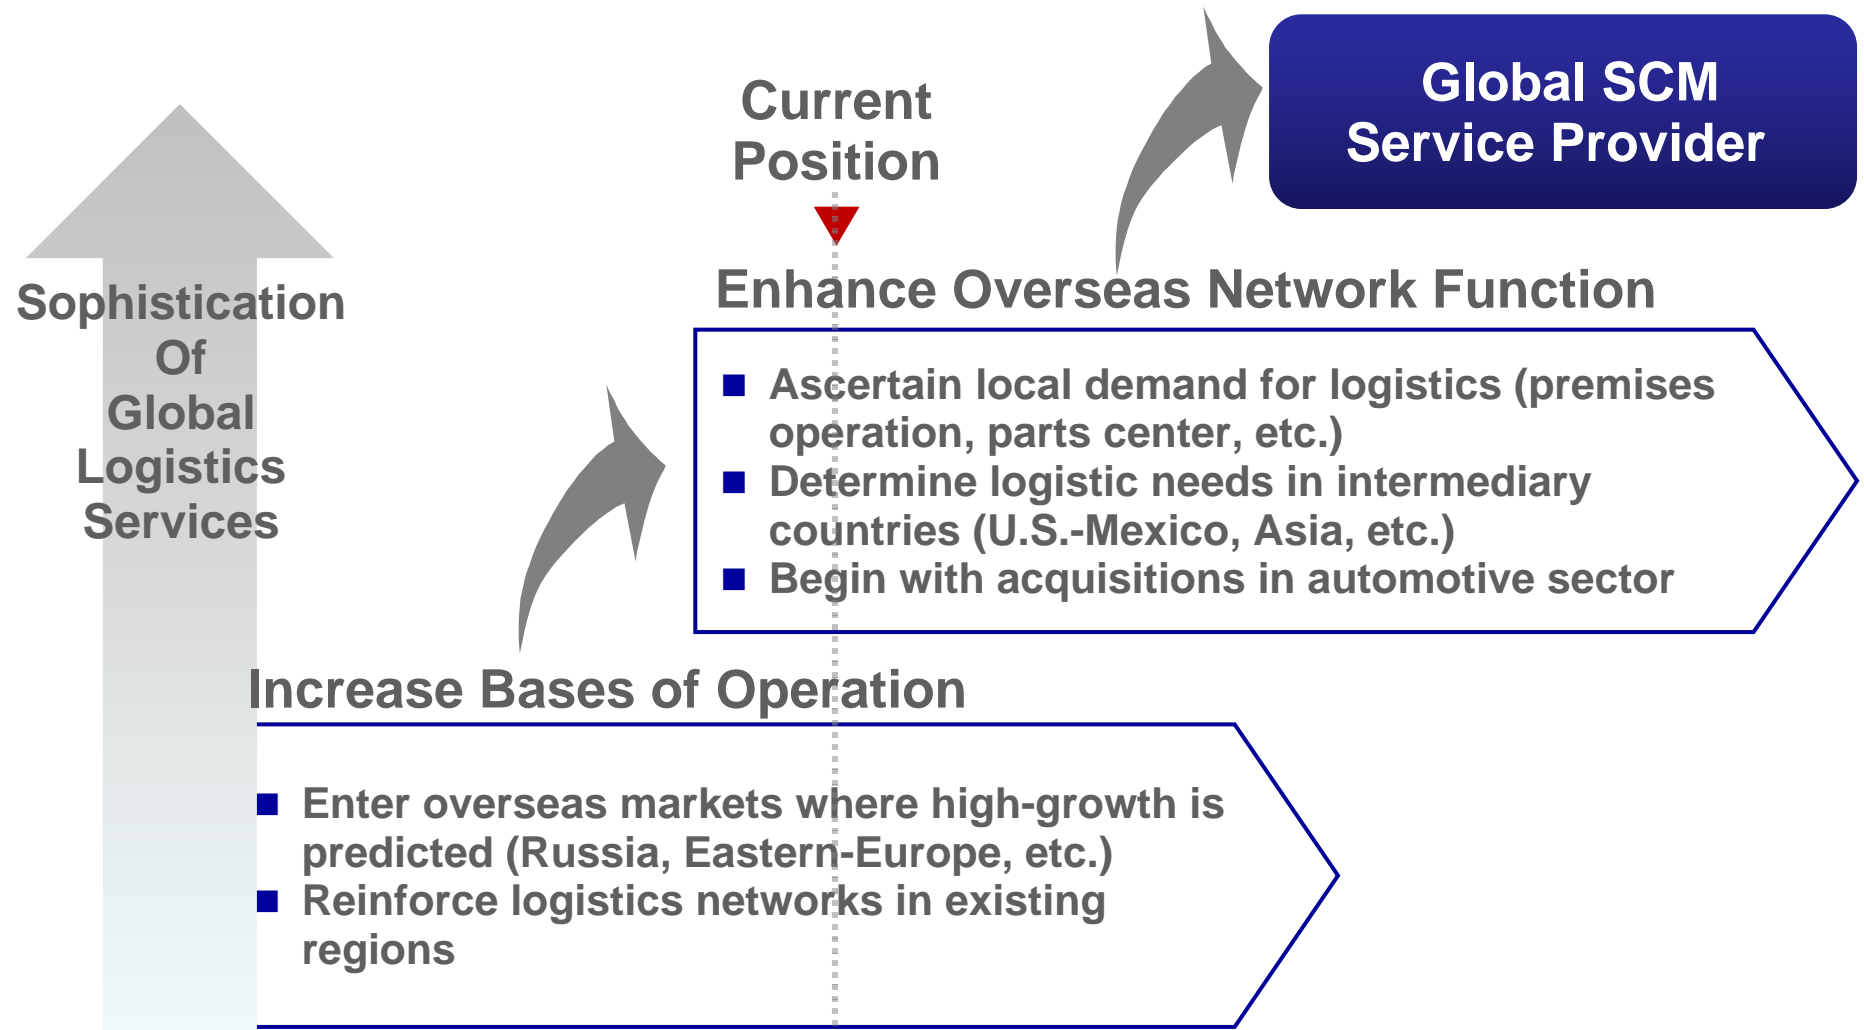 Global SCM
Service Provider
Current
Position
Sophistication
Of
Global
Logistics
Services
Enhance Overseas Network Function
■ Ascertain local demand for logistics (premises
operation, parts center, etc.)
■ Determine logistic needs in intermediary
countries (U.S.-Mexico, Asia, etc.)
■ Begin with acquisitions in automotive sector
Increase Bases of Operation
■ Enter overseas markets where high-growth is
predicted (Russia, Eastern-Europe, etc.)
■ Reinforce logistics networks in existing
regions